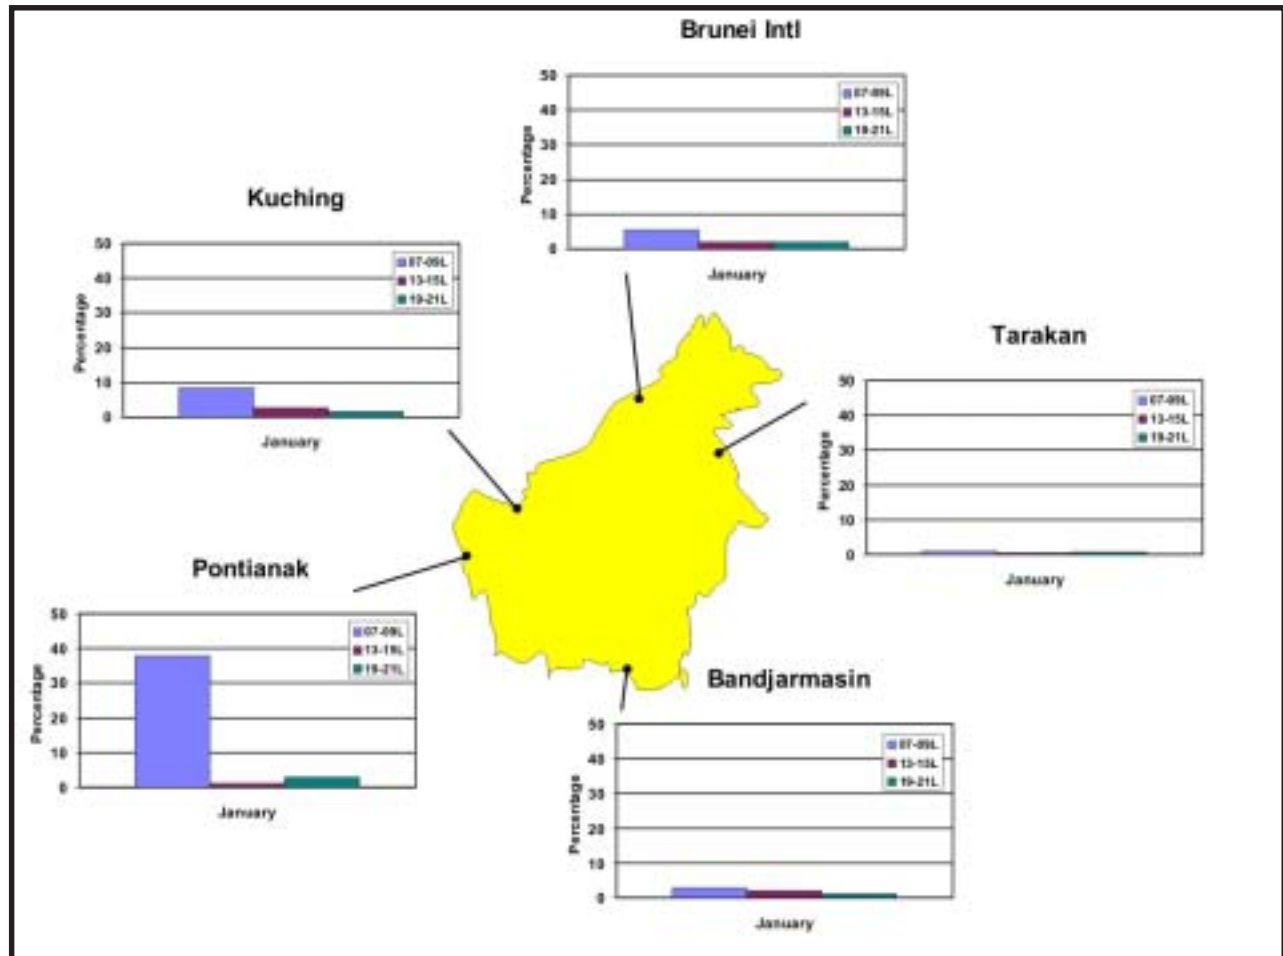 Brunei Intl
50
40
30
20
10
0
Percentage
07-09L
13-15L
19-21L
January
Kuching
50
40
30
20
10
0
Percentage
07-09L
13-15L
19-21L
January
Tarakan
50
40
30
20
10
0
Percentage
07-09L
13-15L
19-21L
January
Pontianak
50
40
30
20
10
0
Percentage
07-09L
13-15L
19-21L
January
Bandjarmasin
50
40
30
20
10
0
Percentage
07-09L
13-15L
19-21L
January